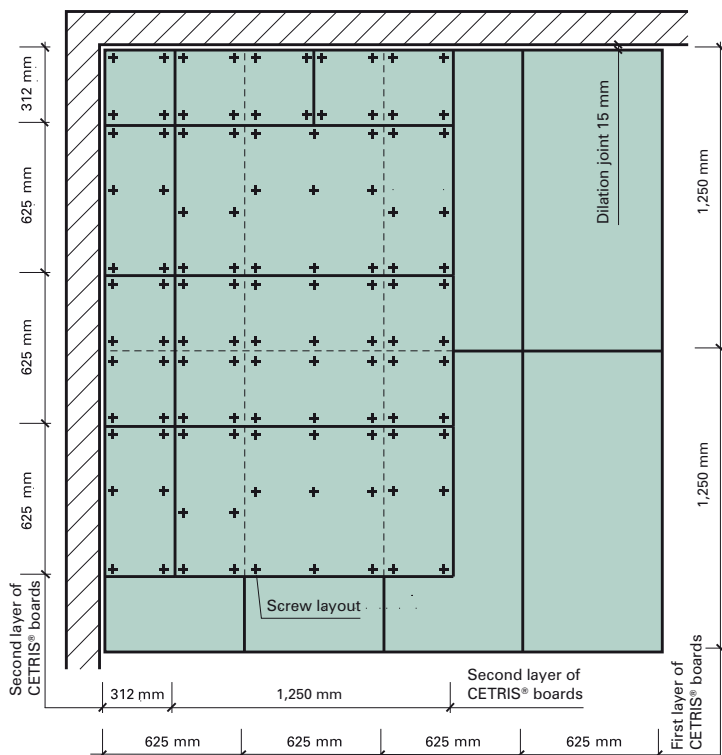 312 mm
625 mm
625 mm
625 mm
Second layer of
CETRIS® boards
Dilation joint 15 mm
1,250 mm
1,250 mm
First layer of
CETRIS® boards
Screw layout
312 mm
1,250 mm
Second layer of
CETRIS® boards
625 mm
625 mm
625 mm
625 mm